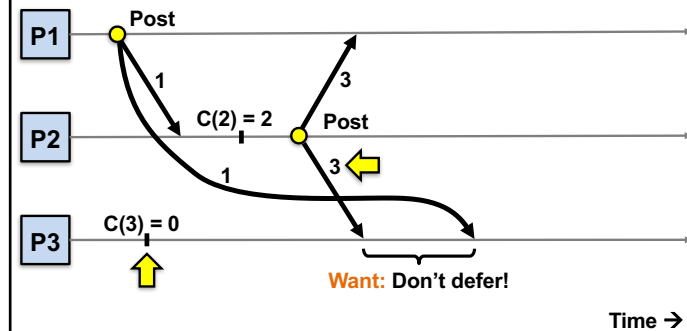 Post
P1
1
3
C(2) = 2
Post
P2
3
1
C(3) = 0
P3
Want: Don't defer!
Time →